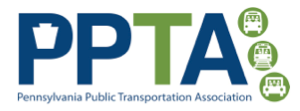 PPTA
Pennsylvania Public Transportation Association